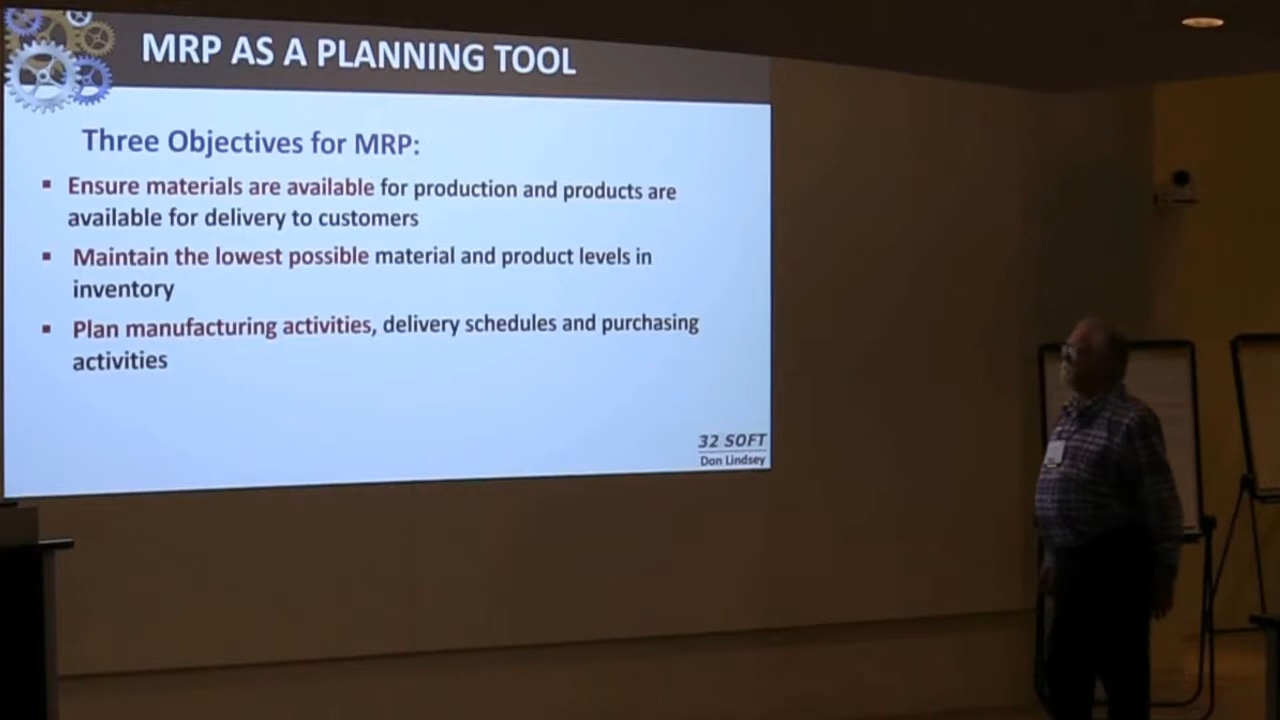 MRP AS A PLANNING TOOL
Three Objectives for MRP:
▪ Ensure materials are available for production and products are
available for delivery to customers
▪ Maintain the lowest possible material and product levels in
inventory
▪ Plan manufacturing activities, delivery schedules and purchasing
activities
32 SOFT
Don Lindsey